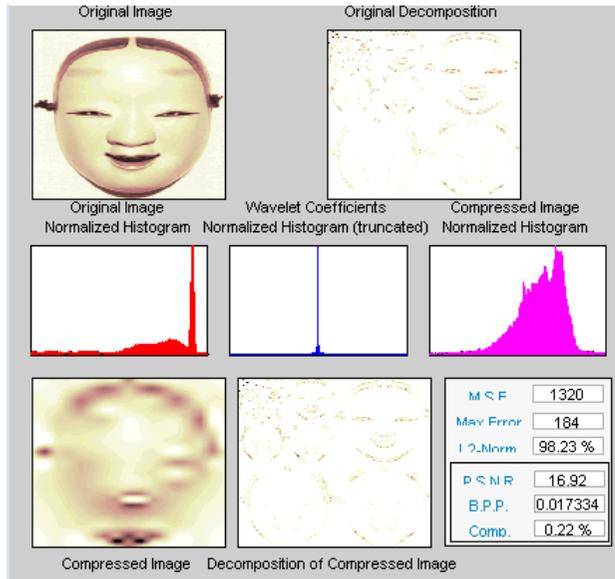 Original Image
Original Decomposition
Original Image
Normalized Histogram
Wavelet Coefficients
Normalized Histogram (truncated)
Compressed Image
Normalized Histogram
M.S.E. 1320
Max Error 184
L2-Norm 98.23 %
P.S.N.R. 16.92
B.P.P. 0.017334
Comp. 0.22 %
Compressed Image
Decomposition of Compressed Image